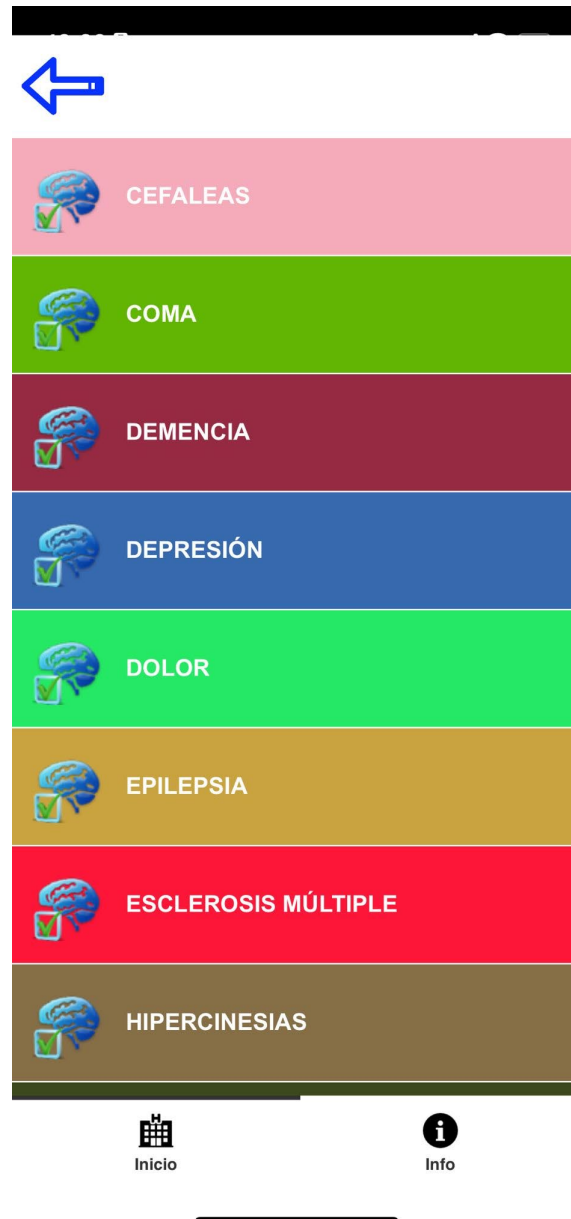 CEFALEAS
COMA
DEMENCIA
DEPRESIÓN
DOLOR
EPILEPSIA
ESCLEROSIS MÚLTIPLE
HIPERCINESIAS
Inicio
Info